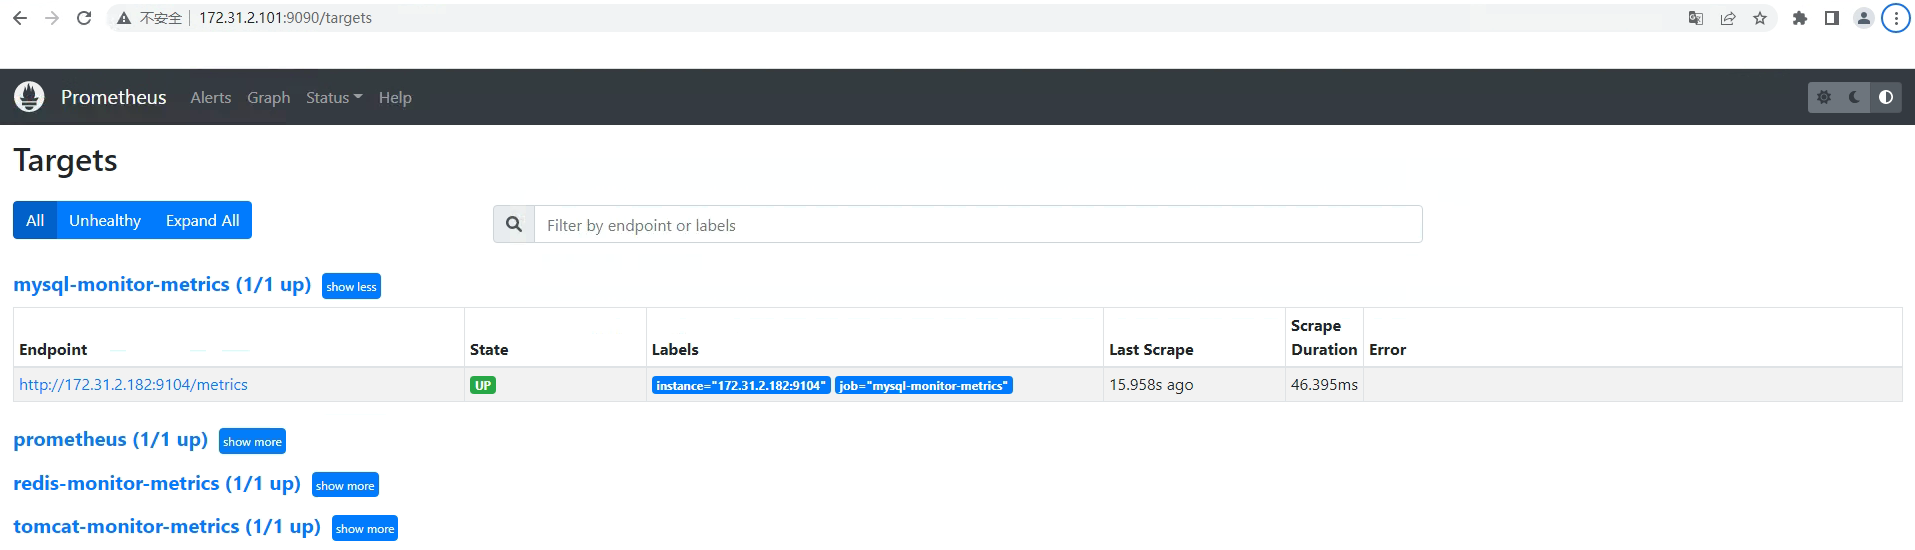 不安全 | 172.31.2.101:9090/targets
Prometheus Alerts Graph Status Help
Targets
All Unhealthy Expand All Filter by endpoint or labels
mysql-monitor-metrics (1/1 up) show less
Endpoint State Labels Last Scrape Scrape Duration Error
http://172.31.2.182:9104/metrics UP instance="172.31.2.182:9104" job="mysql-monitor-metrics" 15.958s ago 46.395ms
prometheus (1/1 up) show more
redis-monitor-metrics (1/1 up) show more
tomcat-monitor-metrics (1/1 up) show more